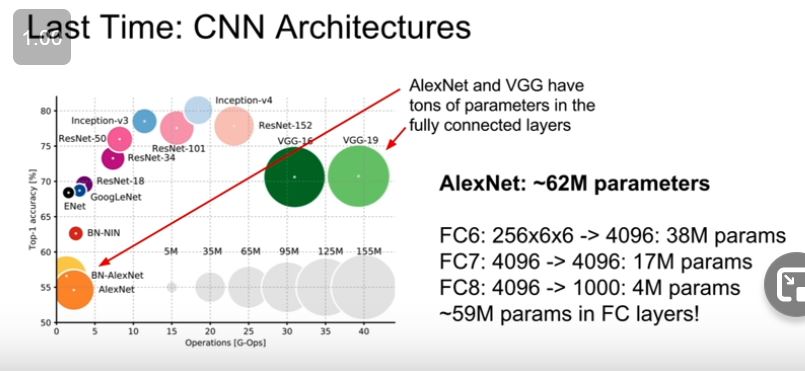 Last Time: CNN Architectures
1.00
AlexNet and VGG have
tons of parameters in the
fully connected layers
AlexNet: ~62M parameters
FC6: 256x6x6 -> 4096: 38M params
FC7: 4096 -> 4096: 17M params
FC8: 4096 -> 1000: 4M params
~59M params in FC layers!
Top-1 accuracy [%]
80
75
70
65
60
55
50
Inception-v4
Inception-v3
ResNet-152
ResNet-50
ResNet-101
VGG-16
VGG-19
ResNet-34
ResNet-18
GoogLeNet
ENet
BN-NIN
5M
35M
65M
95M
125M
155M
BN-AlexNet
AlexNet
0
5
10
15
20
25
30
35
40
Operations [G-Ops]